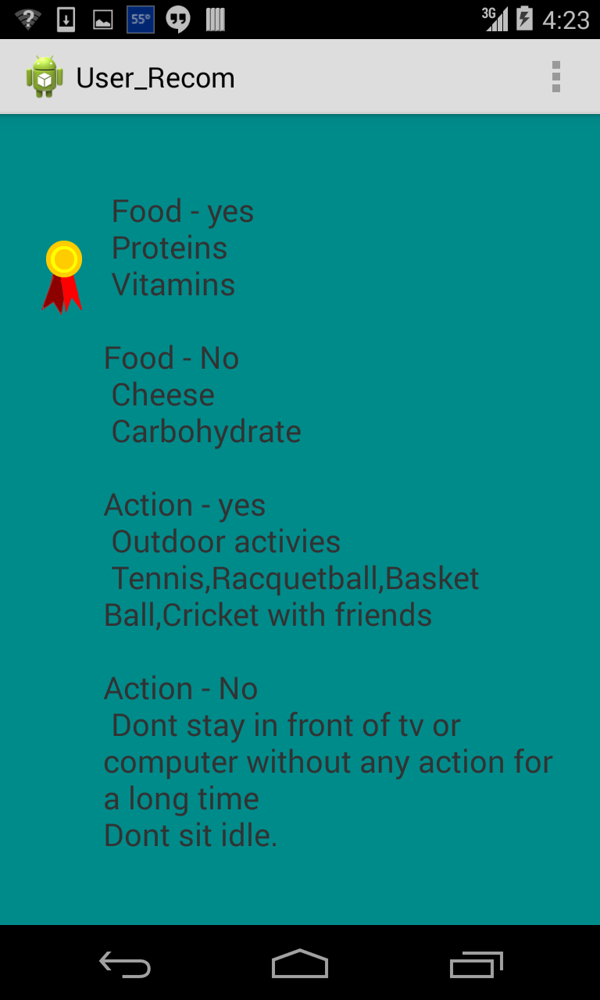 55°
3G
4:23
User_Recom
Food - yes
Proteins
Vitamins
Food - No
Cheese
Carbohydrate
Action - yes
Outdoor activies
Tennis,Racquetball,Basket
Ball,Cricket with friends
Action - No
Dont stay in front of tv or
computer without any action for
a long time
Dont sit idle.